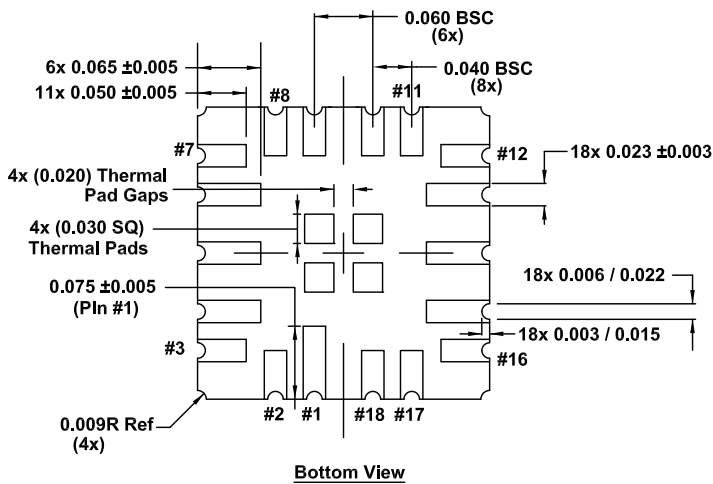 0.060 BSC
(6x)
6x 0.065 ±0.005
0.040 BSC
(8x)
11x 0.050 ±0.005
#8
#11
#7
#12
18x 0.023 ±0.003
4x (0.020) Thermal
Pad Gaps
4x (0.030 SQ)
Thermal Pads
0.075 ±0.005
(PIn #1)
18x 0.006 / 0.022
18x 0.003 / 0.015
#3
#16
#2
#1
#18
#17
0.009R Ref
(4x)
Bottom View